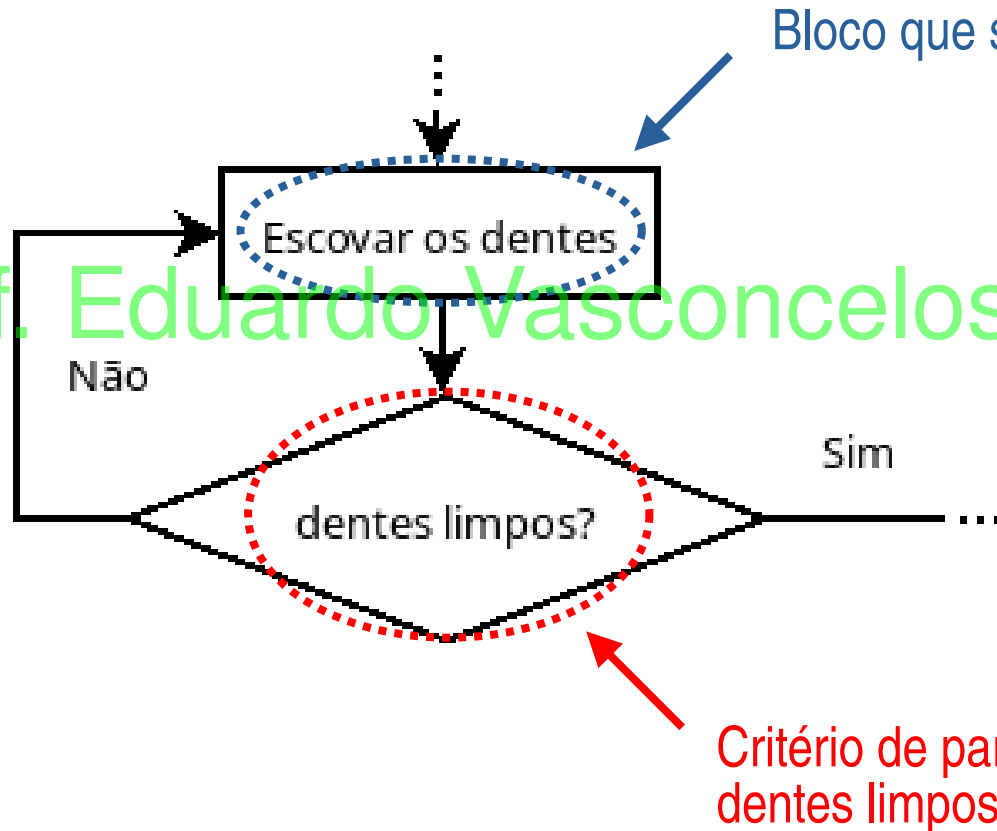 Bloco que s
Escovar os dentes
f. Eduardo Vasconcelos
Não
Sim
dentes limpos?
Critério de par
dentes limpos